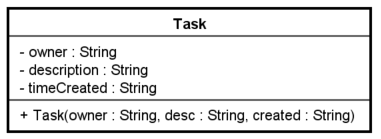 Task
- owner : String
- description : String
- timeCreated : String
+ Task(owner : String, desc : String, created : String)